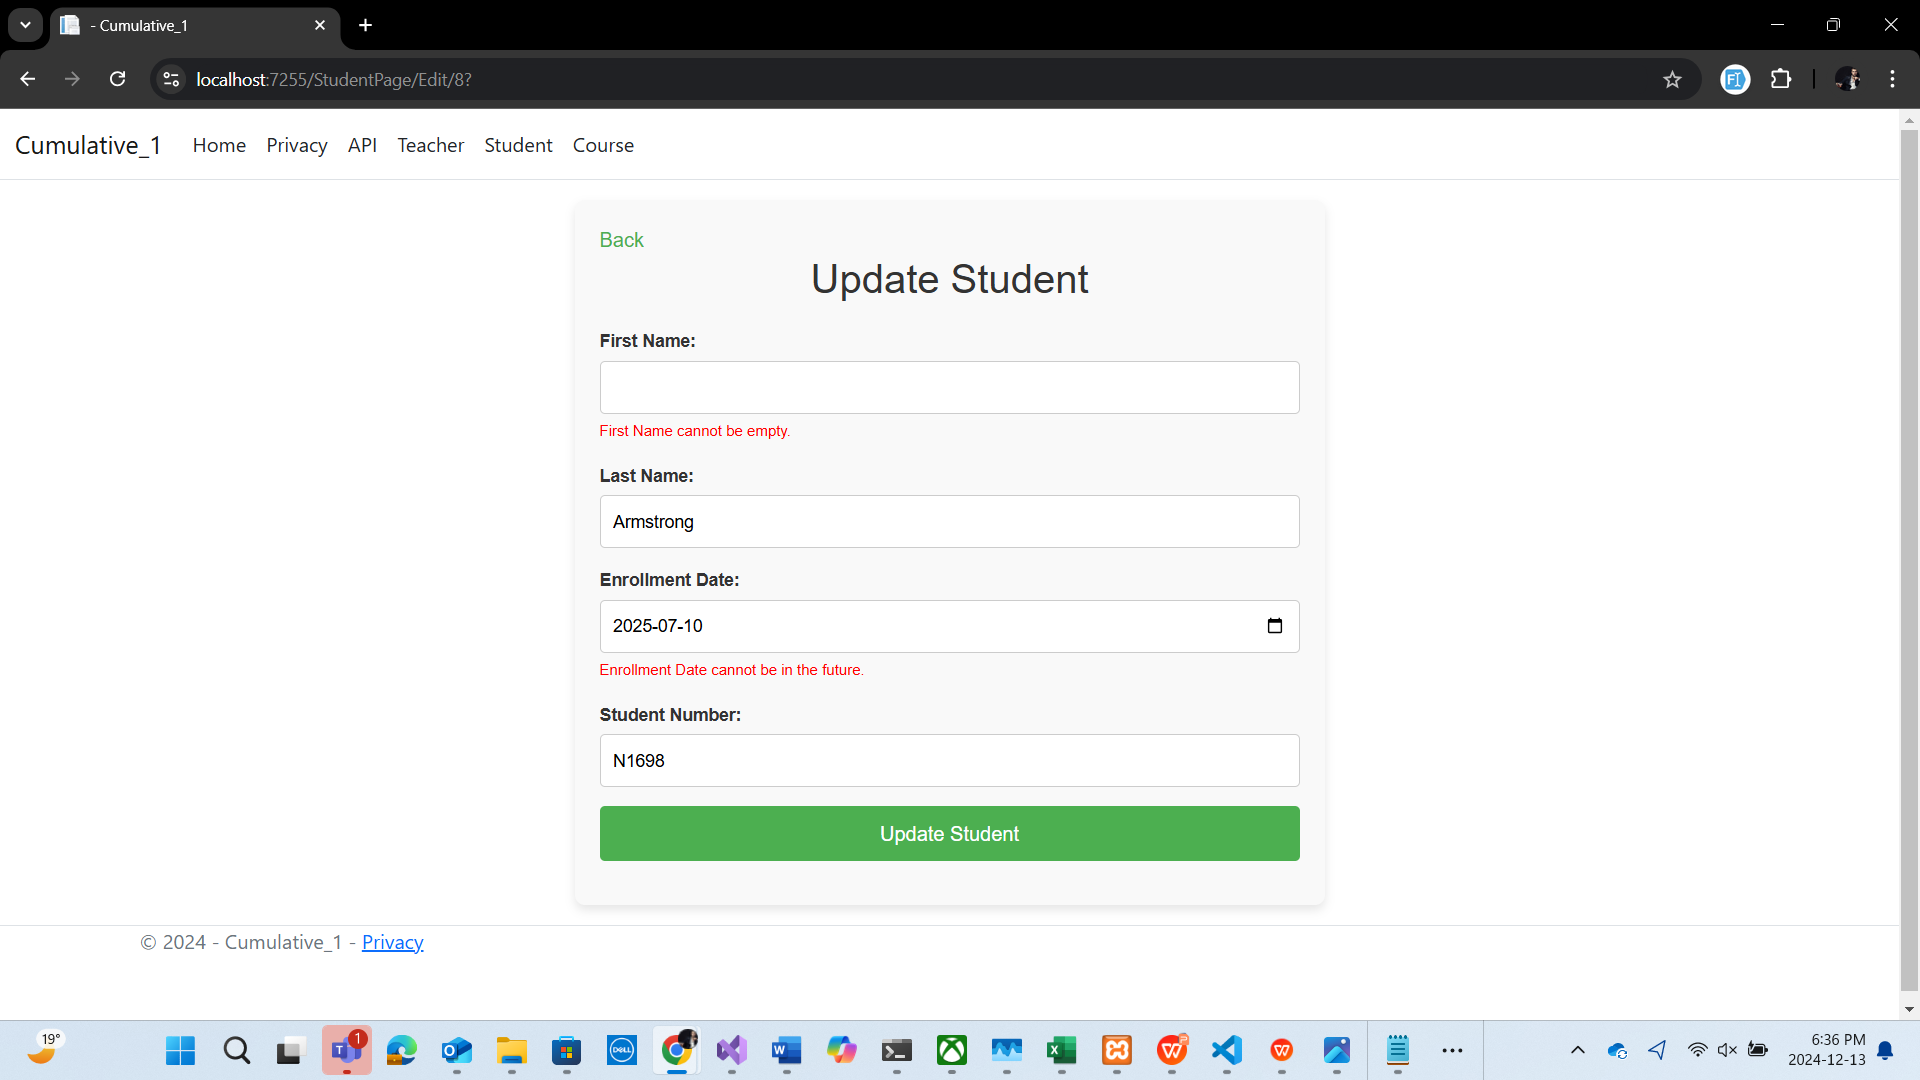 - Cumulative_1
localhost:7255/StudentPage/Edit/8?
Cumulative_1 Home Privacy API Teacher Student Course
Back
Update Student
First Name:
First Name cannot be empty.
Last Name:
Armstrong
Enrollment Date:
2025-07-10
Enrollment Date cannot be in the future.
Student Number:
N1698
Update Student
© 2024 - Cumulative_1 - Privacy
19°
1
DELL
6:36 PM
2024-12-13